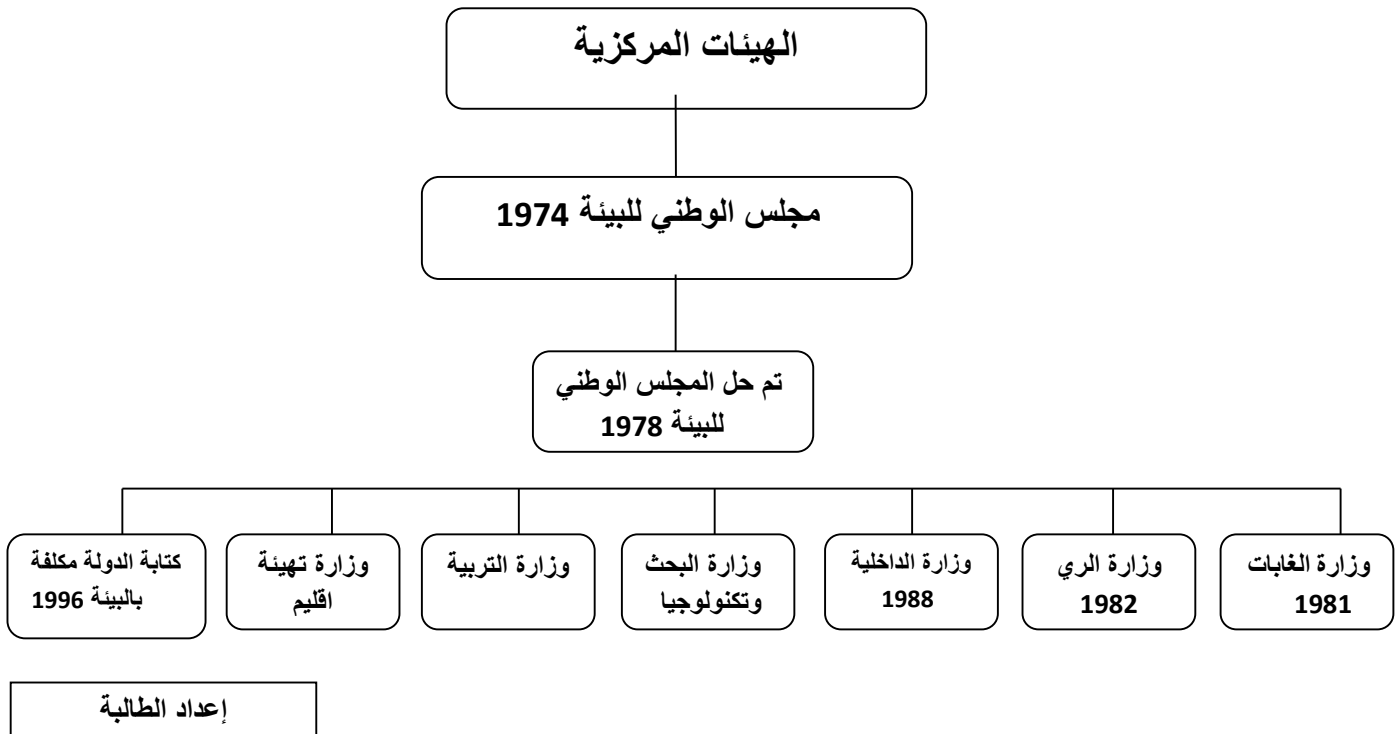 الهيئات المركزية
مجلس الوطني للبيئة 1974
تم حل المجلس الوطني
للبيئة 1978
وزارة الغابات
1981
وزارة الري
1982
وزارة الداخلية
1988
وزارة البحث
وتكنولوجيا
وزارة التربية
وزارة تهيئة
اقليم
كتابة الدولة مكلفة
بالبيئة 1996
إعداد الطالبة